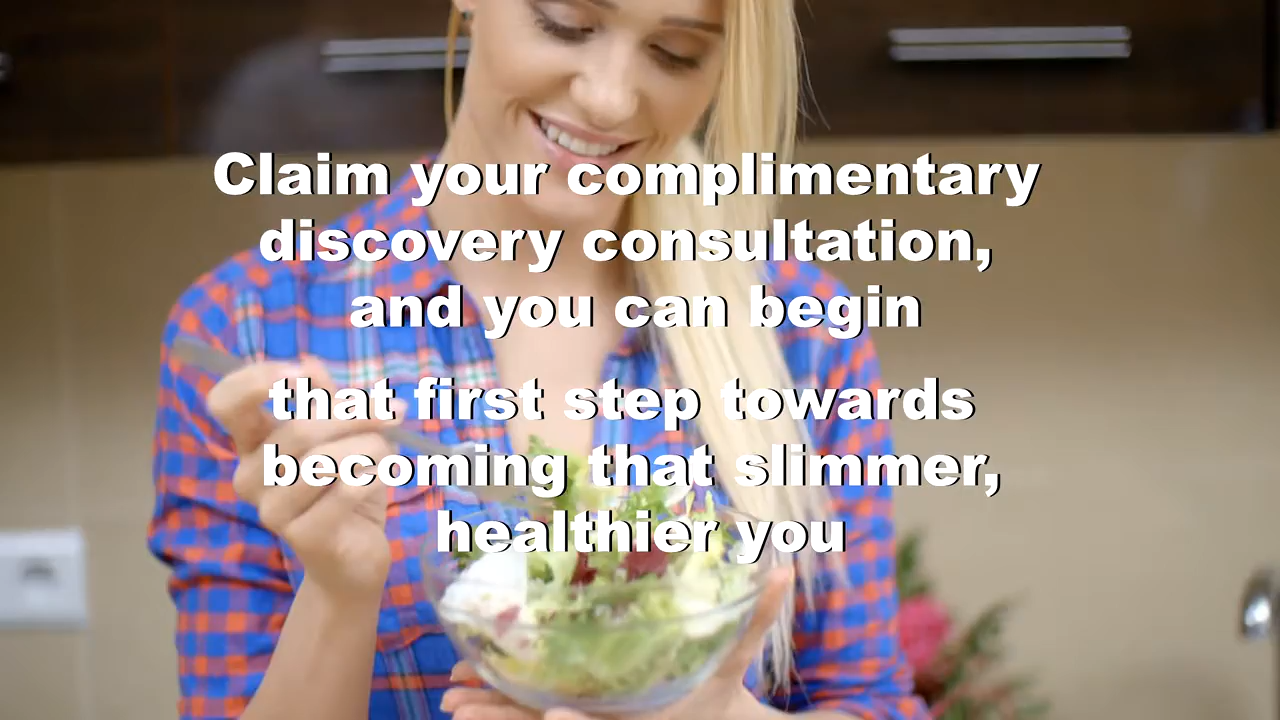 Claim your complimentary
discovery consultation,
and you can begin
that first step towards
becoming that slimmer,
healthier you